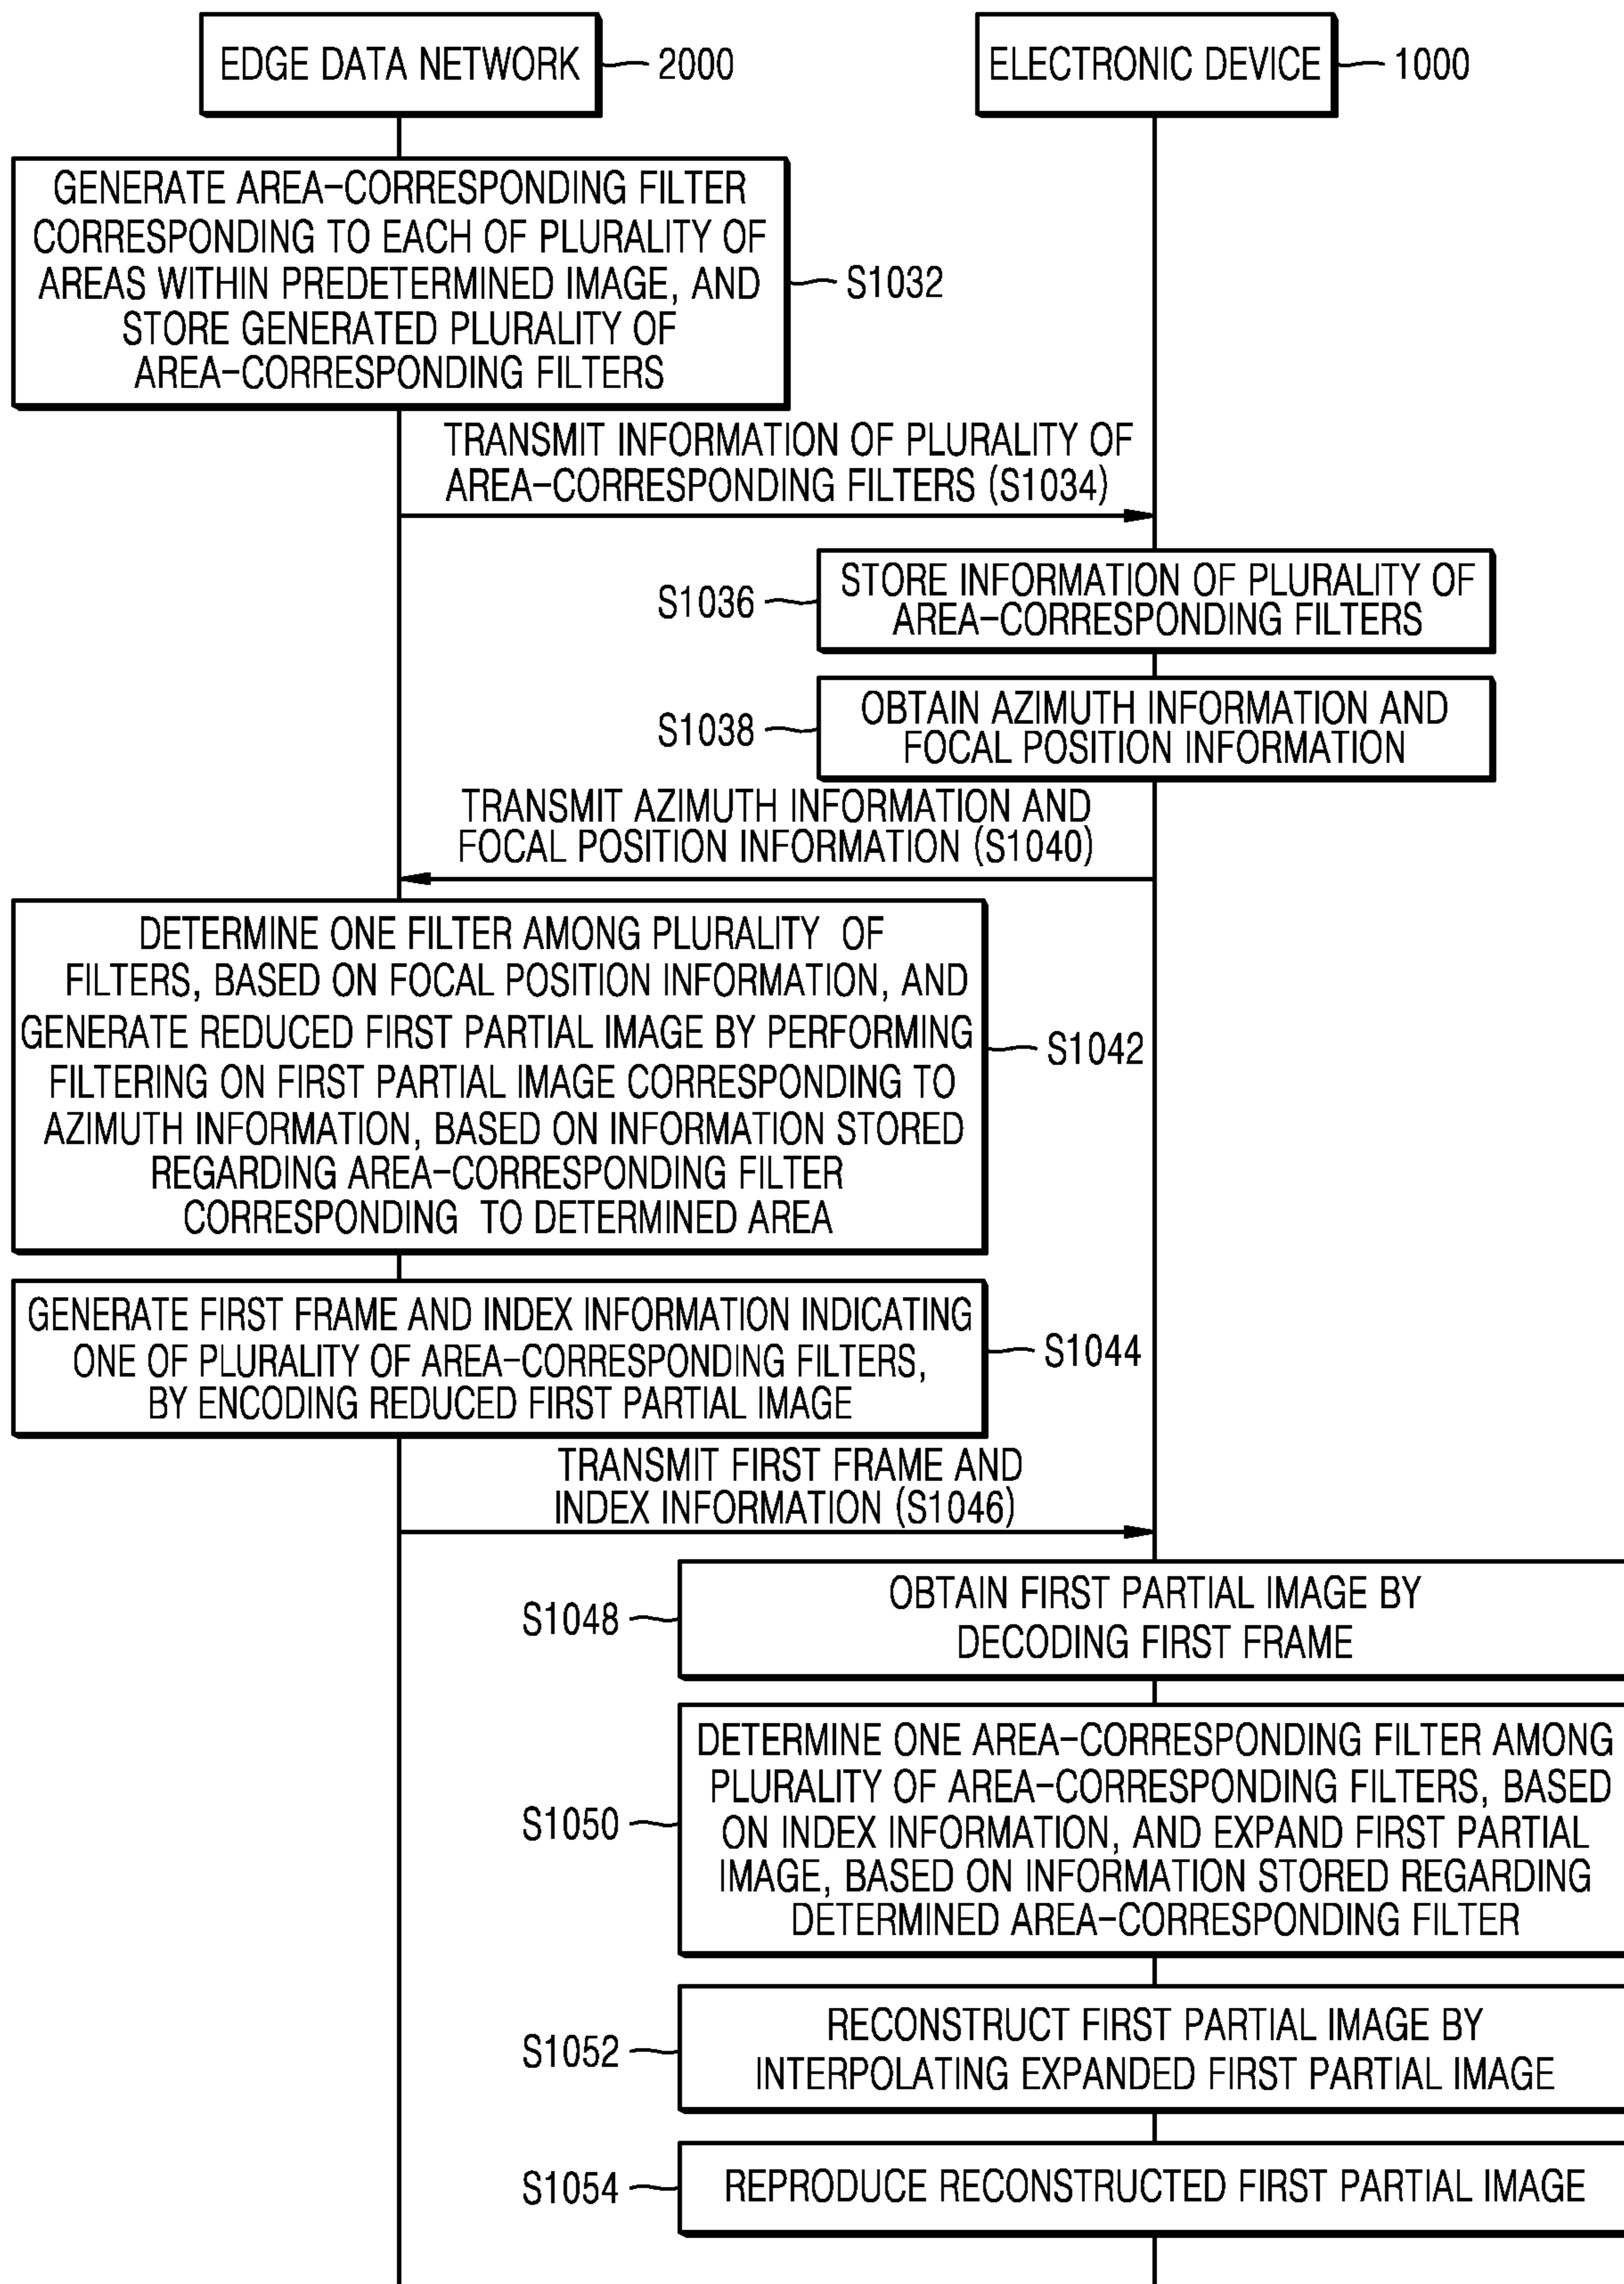 EDGE DATA NETWORK
2000
ELECTRONIC DEVICE
1000
GENERATE AREA-CORRESPONDING FILTER
CORRESPONDING TO EACH OF PLURALITY OF
AREAS WITHIN PREDETERMINED IMAGE, AND
STORE GENERATED PLURALITY OF
AREA-CORRESPONDING FILTERS
S1032
TRANSMIT INFORMATION OF PLURALITY OF
AREA-CORRESPONDING FILTERS (S1034)
S1036
STORE INFORMATION OF PLURALITY OF
AREA-CORRESPONDING FILTERS
S1038
OBTAIN AZIMUTH INFORMATION AND
FOCAL POSITION INFORMATION
TRANSMIT AZIMUTH INFORMATION AND
FOCAL POSITION INFORMATION (S1040)
DETERMINE ONE FILTER AMONG PLURALITY OF
FILTERS, BASED ON FOCAL POSITION INFORMATION, AND
GENERATE REDUCED FIRST PARTIAL IMAGE BY PERFORMING
FILTERING ON FIRST PARTIAL IMAGE CORRESPONDING TO
AZIMUTH INFORMATION, BASED ON INFORMATION STORED
REGARDING AREA-CORRESPONDING FILTER
CORRESPONDING TO DETERMINED AREA
S1042
GENERATE FIRST FRAME AND INDEX INFORMATION INDICATING
ONE OF PLURALITY OF AREA-CORRESPONDING FILTERS,
BY ENCODING REDUCED FIRST PARTIAL IMAGE
S1044
TRANSMIT FIRST FRAME AND
INDEX INFORMATION (S1046)
S1048
OBTAIN FIRST PARTIAL IMAGE BY
DECODING FIRST FRAME
S1050
DETERMINE ONE AREA-CORRESPONDING FILTER AMONG
PLURALITY OF AREA-CORRESPONDING FILTERS, BASED
ON INDEX INFORMATION, AND EXPAND FIRST PARTIAL
IMAGE, BASED ON INFORMATION STORED REGARDING
DETERMINED AREA-CORRESPONDING FILTER
S1052
RECONSTRUCT FIRST PARTIAL IMAGE BY
INTERPOLATING EXPANDED FIRST PARTIAL IMAGE
S1054
REPRODUCE RECONSTRUCTED FIRST PARTIAL IMAGE